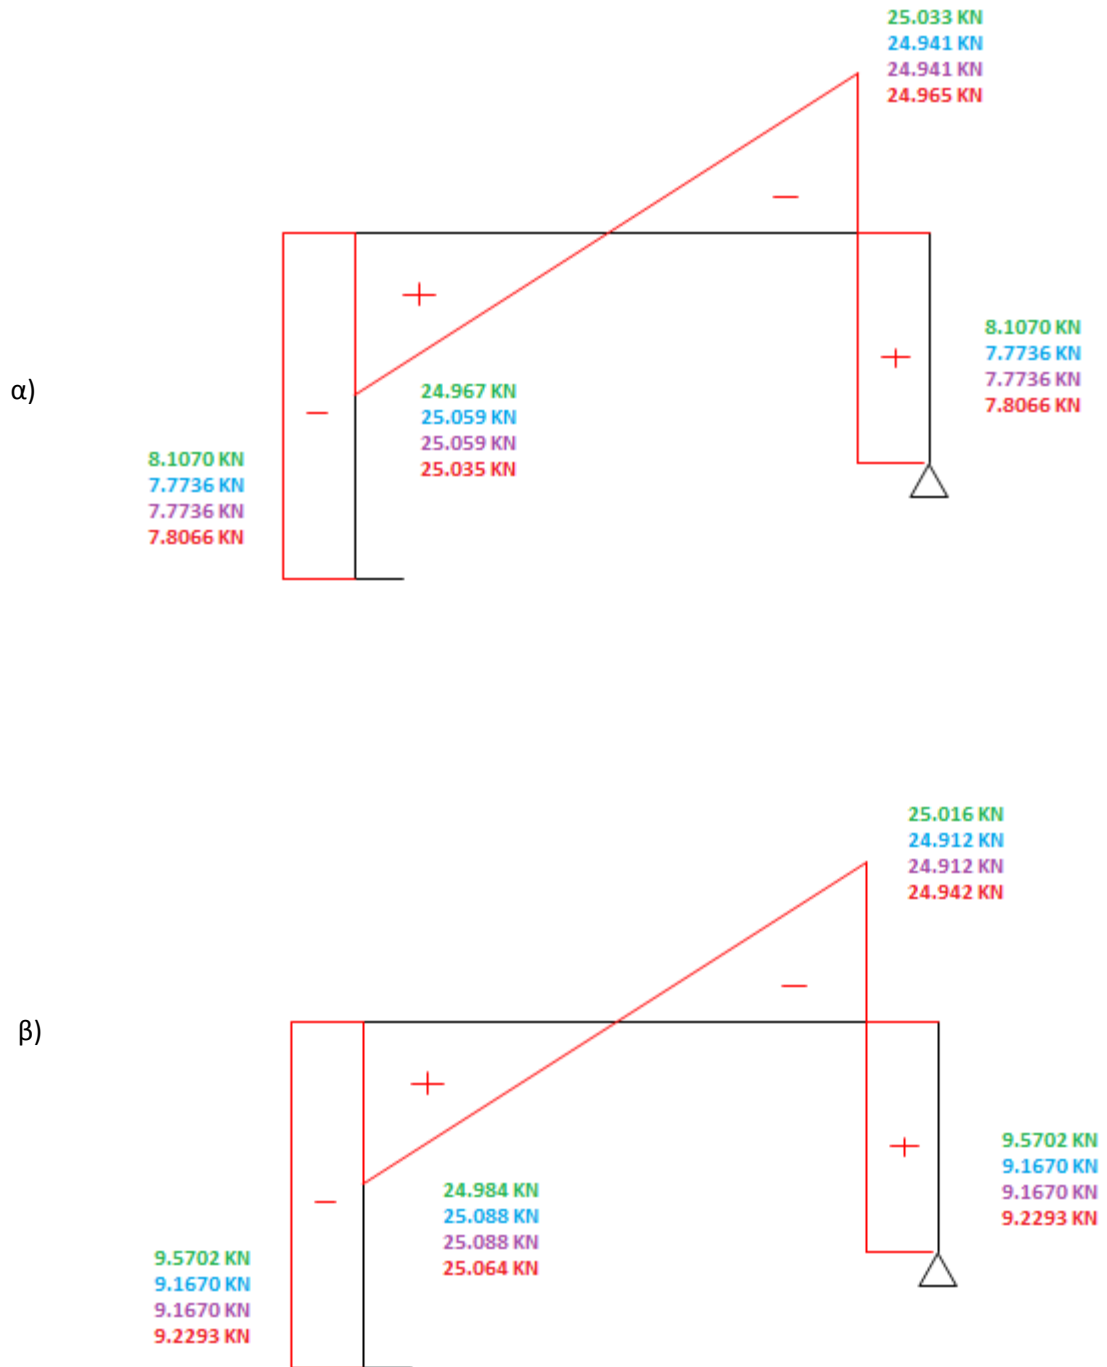 25.033 KN
24.941 KN
24.941 KN
24.965 KN
−
+
8.1070 KN
7.7736 KN
7.7736 KN
7.8066 KN
+
α)
24.967 KN
25.059 KN
25.059 KN
25.035 KN
−
8.1070 KN
7.7736 KN
7.7736 KN
7.8066 KN
25.016 KN
24.912 KN
24.912 KN
24.942 KN
−
β)
+
9.5702 KN
9.1670 KN
9.1670 KN
9.2293 KN
+
24.984 KN
25.088 KN
25.088 KN
25.064 KN
−
9.5702 KN
9.1670 KN
9.1670 KN
9.2293 KN